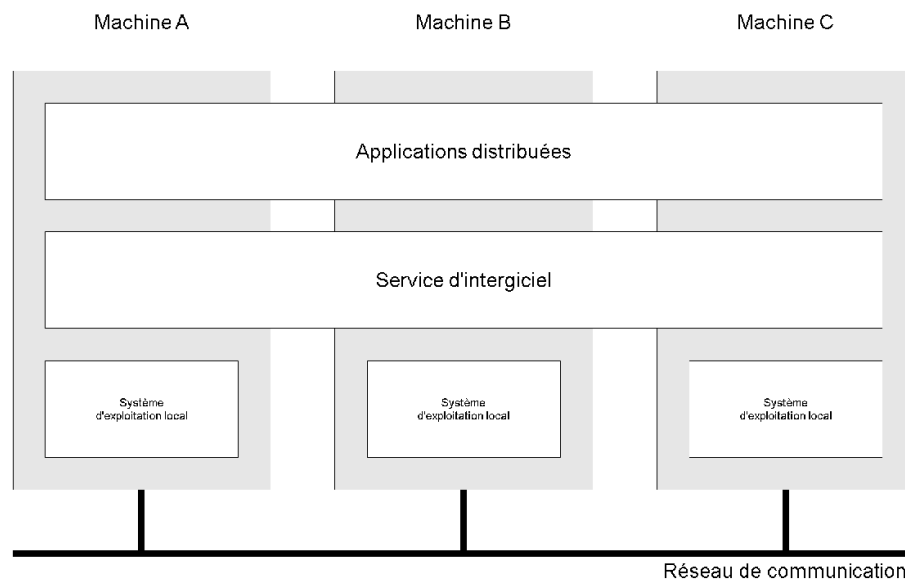 Machine A
Machine B
Machine C
Applications distribuées
Service d'intergiciel
Système
d'exploitation local
Système
d'exploitation local
Système
d'exploitation local
Réseau de communication